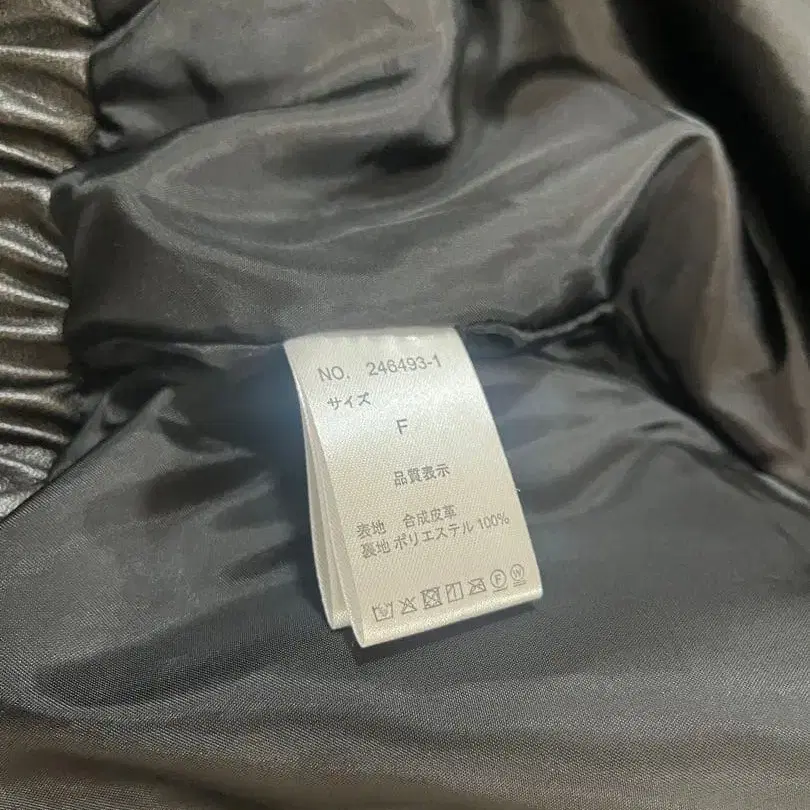 NO. 246493-1
サイズ
F
品質表示
表地 合成皮革
裏地 ポリエステル 100%
F W